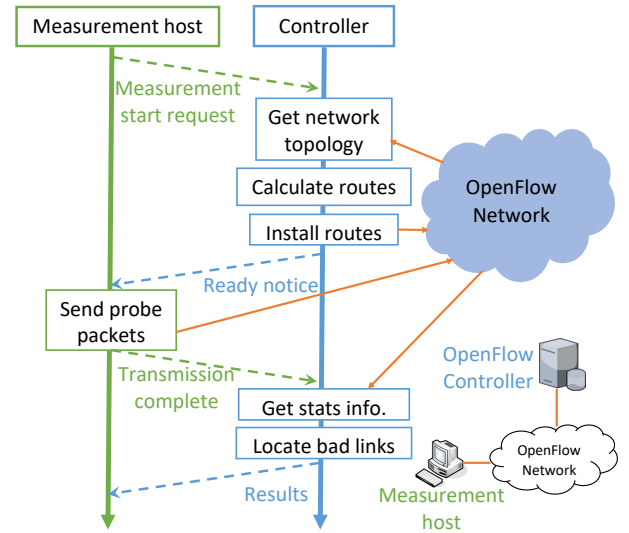 Measurement host
Controller
Measurement
start request
Get network
topology
Calculate routes
OpenFlow
Network
Install routes
Ready notice
Send probe
packets
Transmission
complete
OpenFlow
Controller
Get stats info.
Locate bad links
OpenFlow
Network
Results
Measurement
host